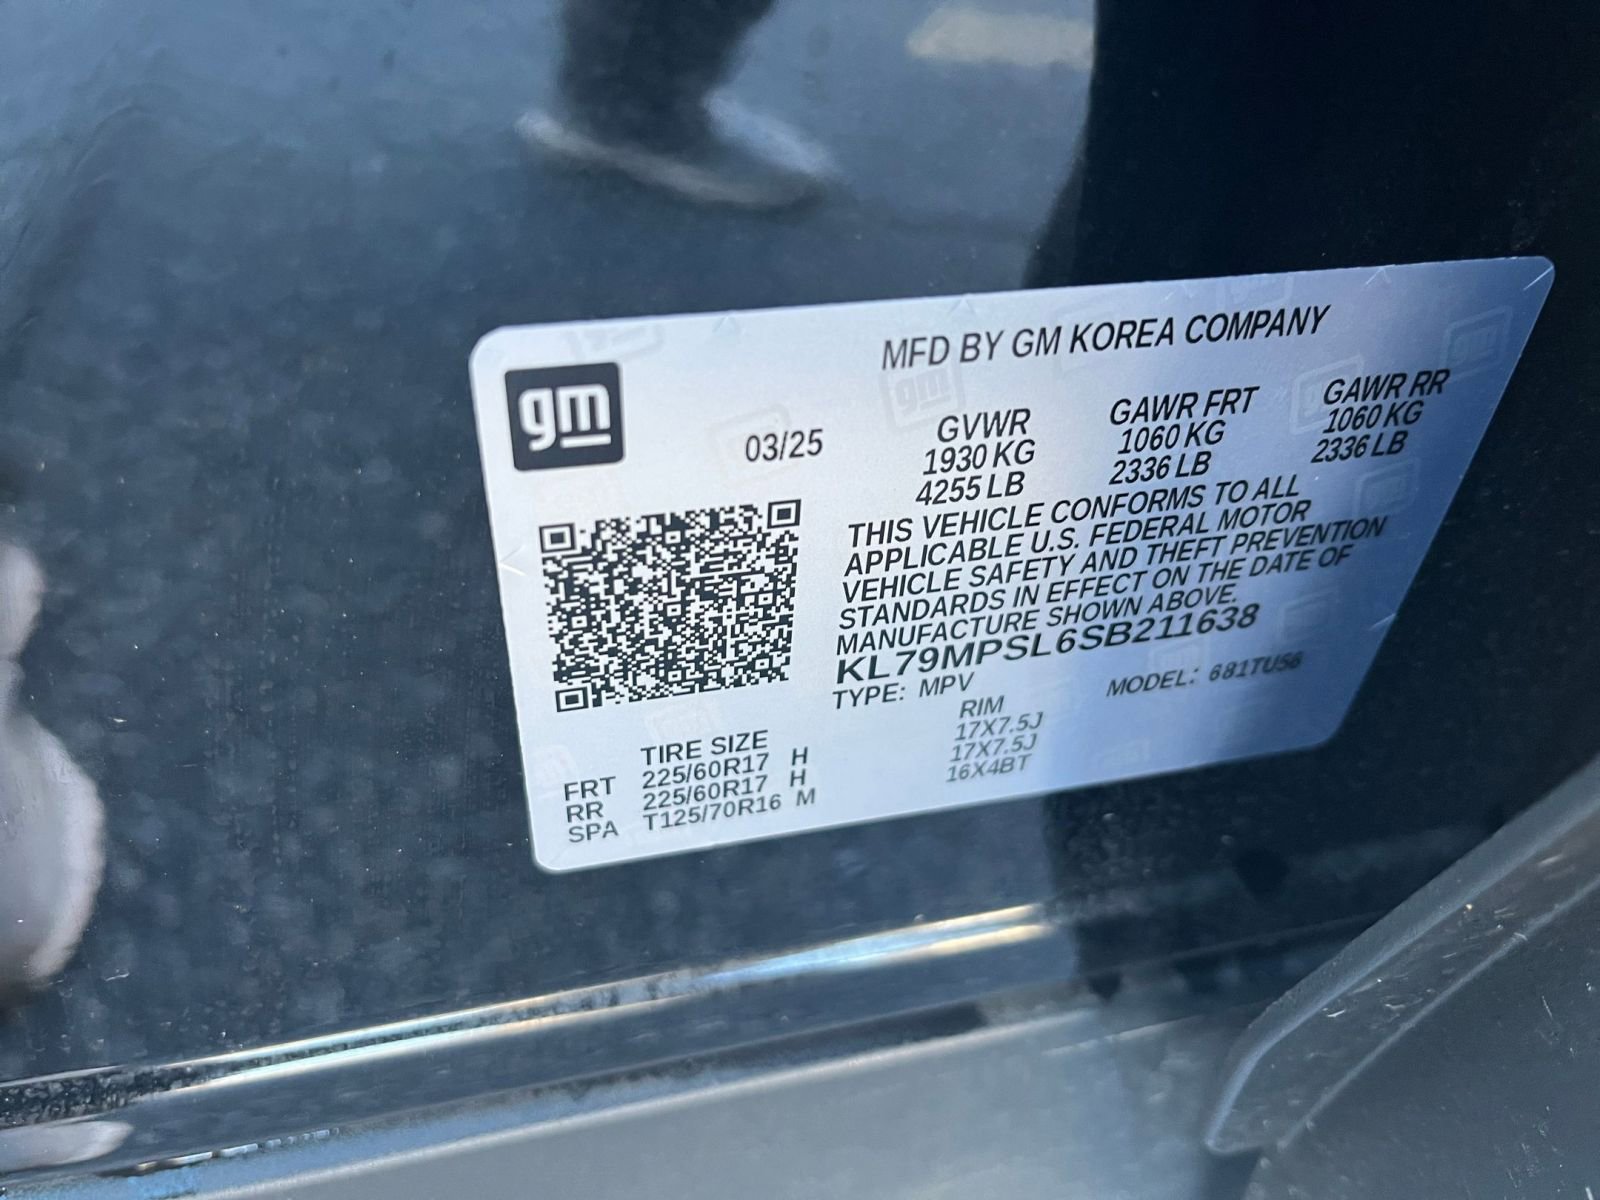 gm
MFD BY GM KOREA COMPANY
03/25
GVWR GAWR FRT GAWR RR
1930 KG 1060 KG 1060 KG
4255 LB 2336 LB 2336 LB
THIS VEHICLE CONFORMS TO ALL
APPLICABLE U.S. FEDERAL MOTOR
VEHICLE SAFETY AND THEFT PREVENTION
STANDARDS IN EFFECT ON THE DATE OF
MANUFACTURE SHOWN ABOVE.
KL79MPSL6SB211638
TYPE: MPV MODEL: 681TU56
TIRE SIZE RIM
FRT 225/60R17 H 17X7.5J
RR 225/60R17 H 17X7.5J
SPA T125/70R16 M 16X4BT